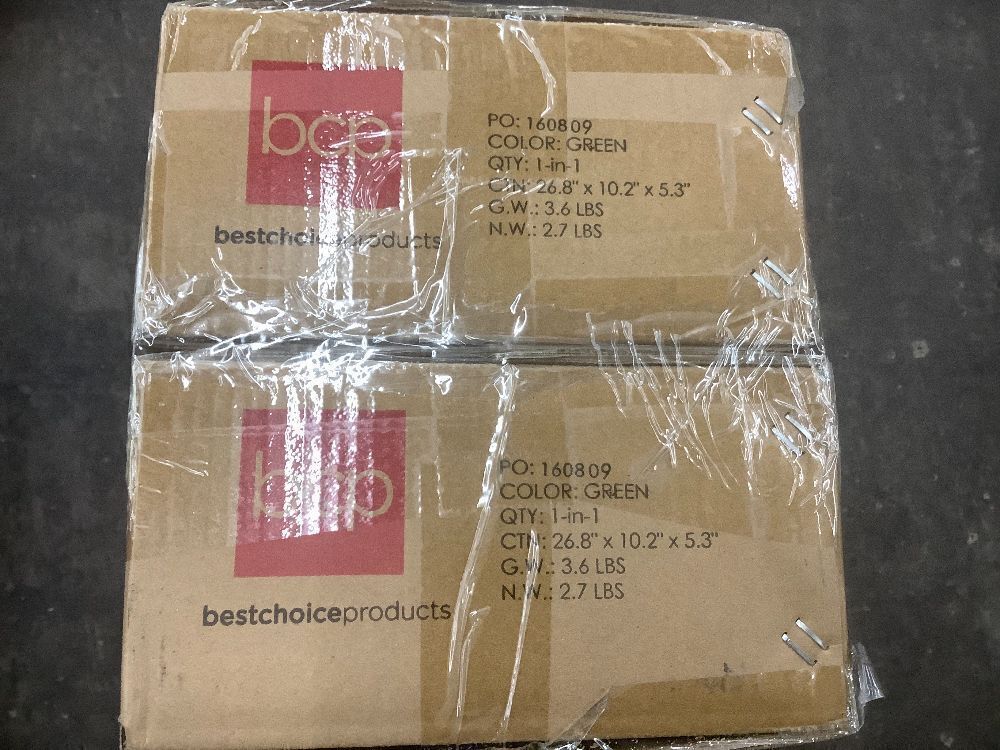 bcp
bestchoiceproducts
PO: 160809
COLOR: GREEN
QTY: 1-in-1
CTN: 26.8" x 10.2" x 5.3"
G.W.: 3.6 LBS
N.W.: 2.7 LBS
bcp
bestchoiceproducts
PO: 160809
COLOR: GREEN
QTY: 1-in-1
CTN: 26.8" x 10.2" x 5.3"
G.W.: 3.6 LBS
N.W.: 2.7 LBS